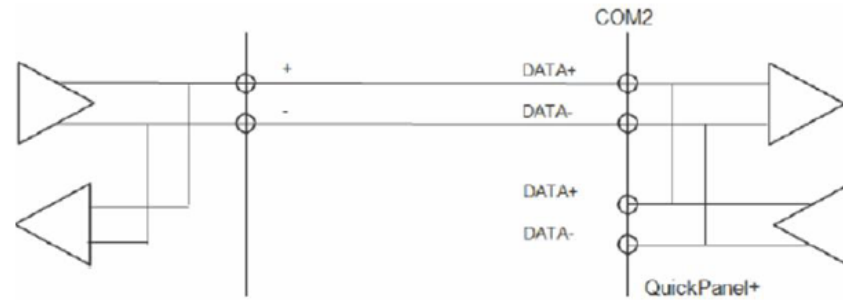 COM2
+ DATA+
- DATA-
DATA+
DATA-
QuickPanel+